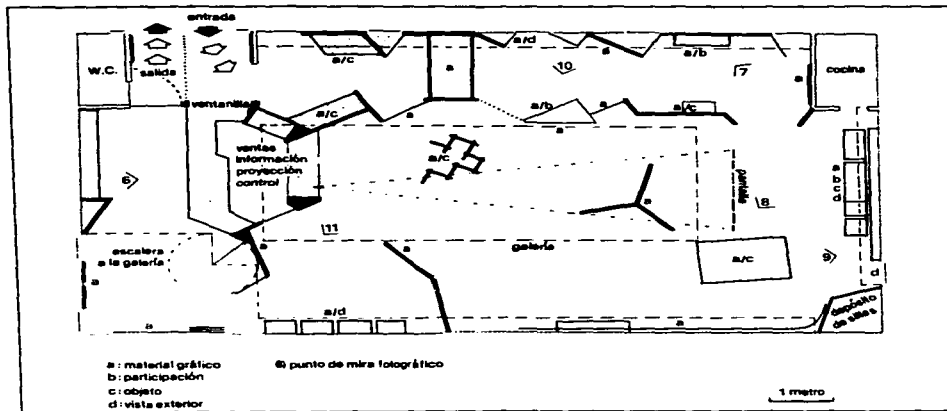 entrada
W.C.
salida
ventanilla
a/c
a
a/d
a
10
a/b
7
a
cocina
a/c
a/b
a
a/c
a
a
ventas
información
proyección
control
a/c
6
a
pantalla
8
a
b
c
d
11
escalera
a la galería
a
a
galería
a/c
9
d
a
a/d
a
a
depósito
de sillas
a : material gráfico
b : participación
c : objeto
d : vista exterior
6) punto de mira fotográfico
1 metro